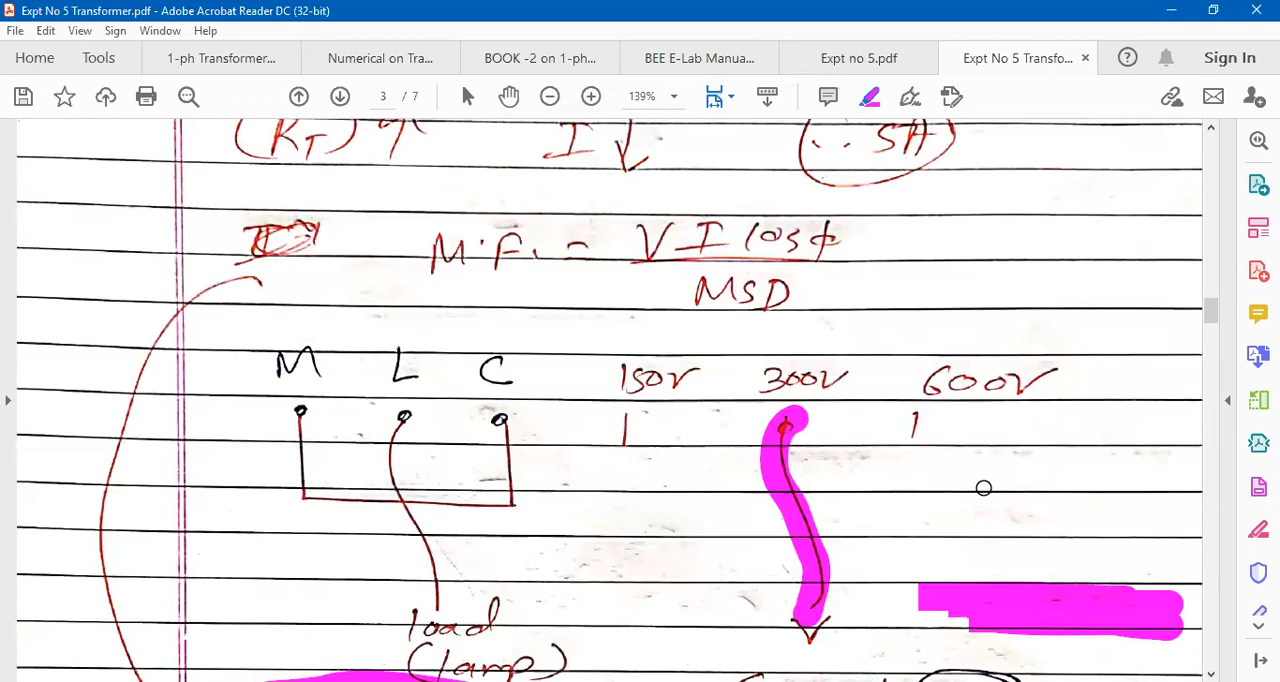 Expt No 5 Transformer.pdf - Adobe Acrobat Reader DC (32-bit)
File Edit View Sign Window Help
Home Tools 1-ph Transformer... Numerical on Tra... BOOK -2 on 1-ph... BEE E-Lab Manua... Expt no 5.pdf Expt No 5 Transfo... × Sign In
3 / 7 139%
I ↓ (∴ 5A)
M.F. = VI cosφ
MSD
M L C 150V 300V 600V
load
(lamp)